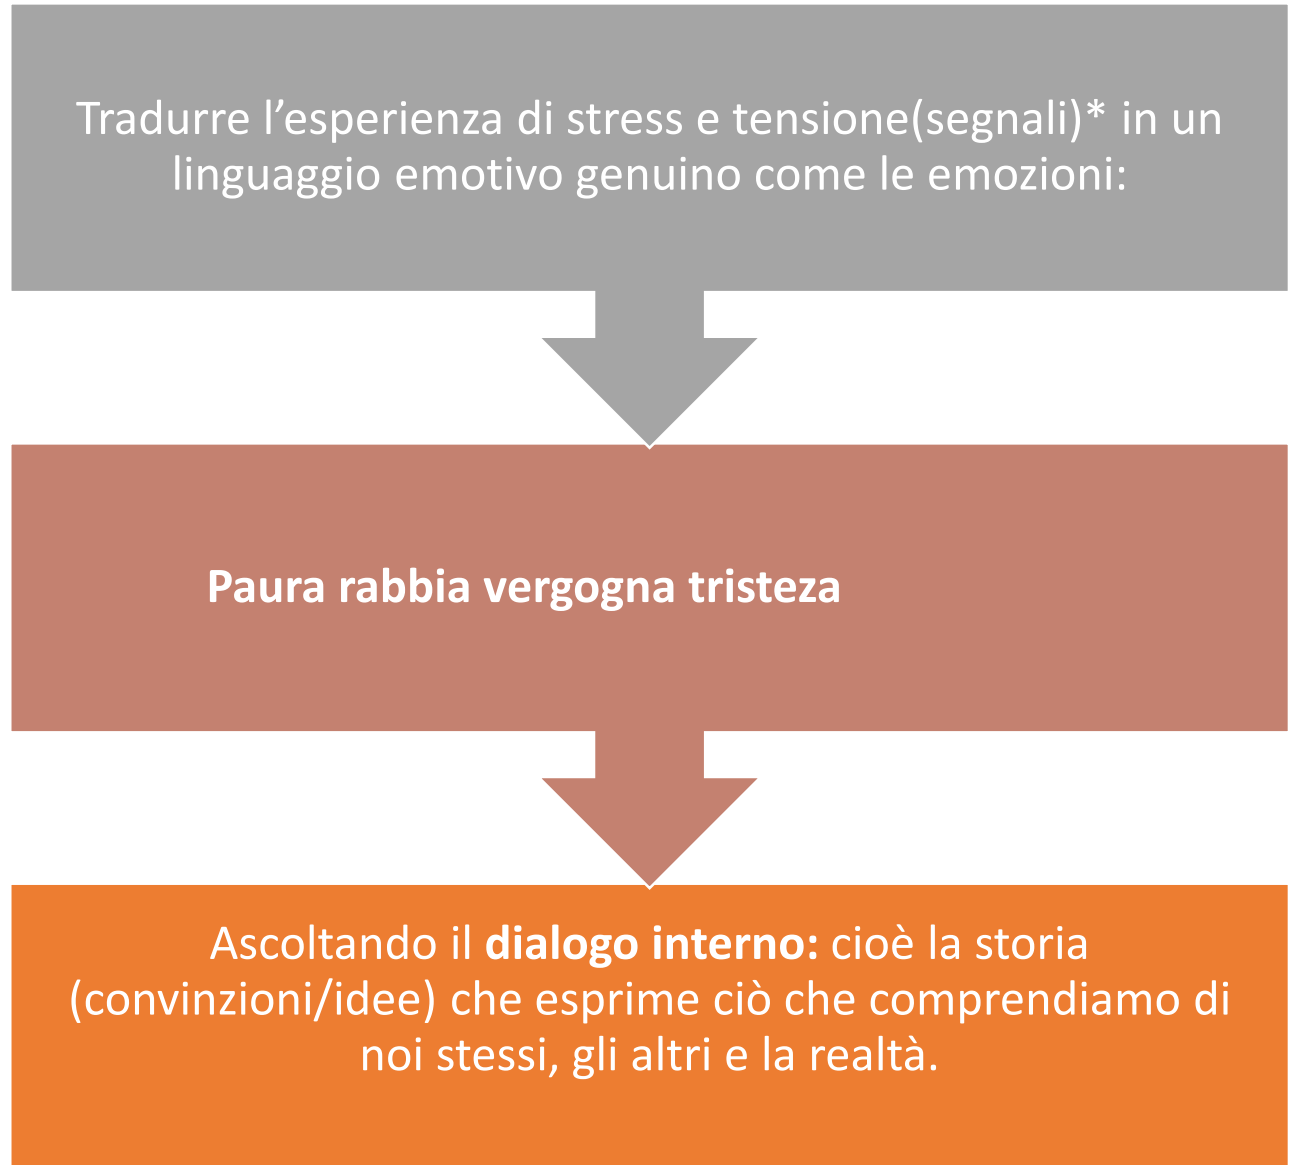 Tradurre l’esperienza di stress e tensione(segnali)* in un
linguaggio emotivo genuino come le emozioni:
Paura rabbia vergogna tristeza
Ascoltando il dialogo interno: cioè la storia
(convinzioni/idee) che esprime ciò che comprendiamo di
noi stessi, gli altri e la realtà.